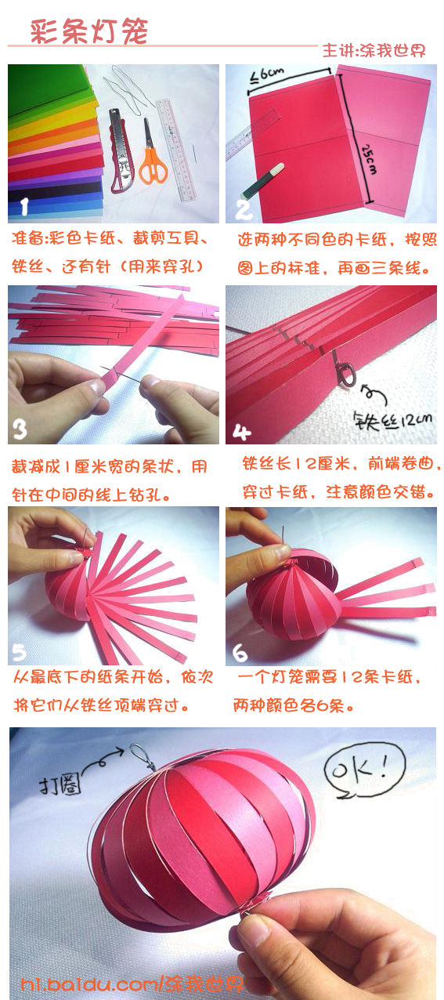 彩条灯笼
主讲:涂我世界
1
≤6cm
25cm
2
准备:彩色卡纸、裁剪工具、
铁丝、还有针（用来穿孔）
选两种不同色的卡纸，按照
图上的标准，再画三条线。
3
铁丝12cm
4
裁减成1厘米宽的条状，用
针在中间的线上钻孔。
铁丝长12厘米，前端卷曲，
穿过卡纸，注意颜色交错。
5
6
从最底下的纸条开始，依次
将它们从铁丝顶端穿过。
一个灯笼需要12条卡纸，
两种颜色各6条。
打圈
OK!
hi.baidu.com/涂我世界